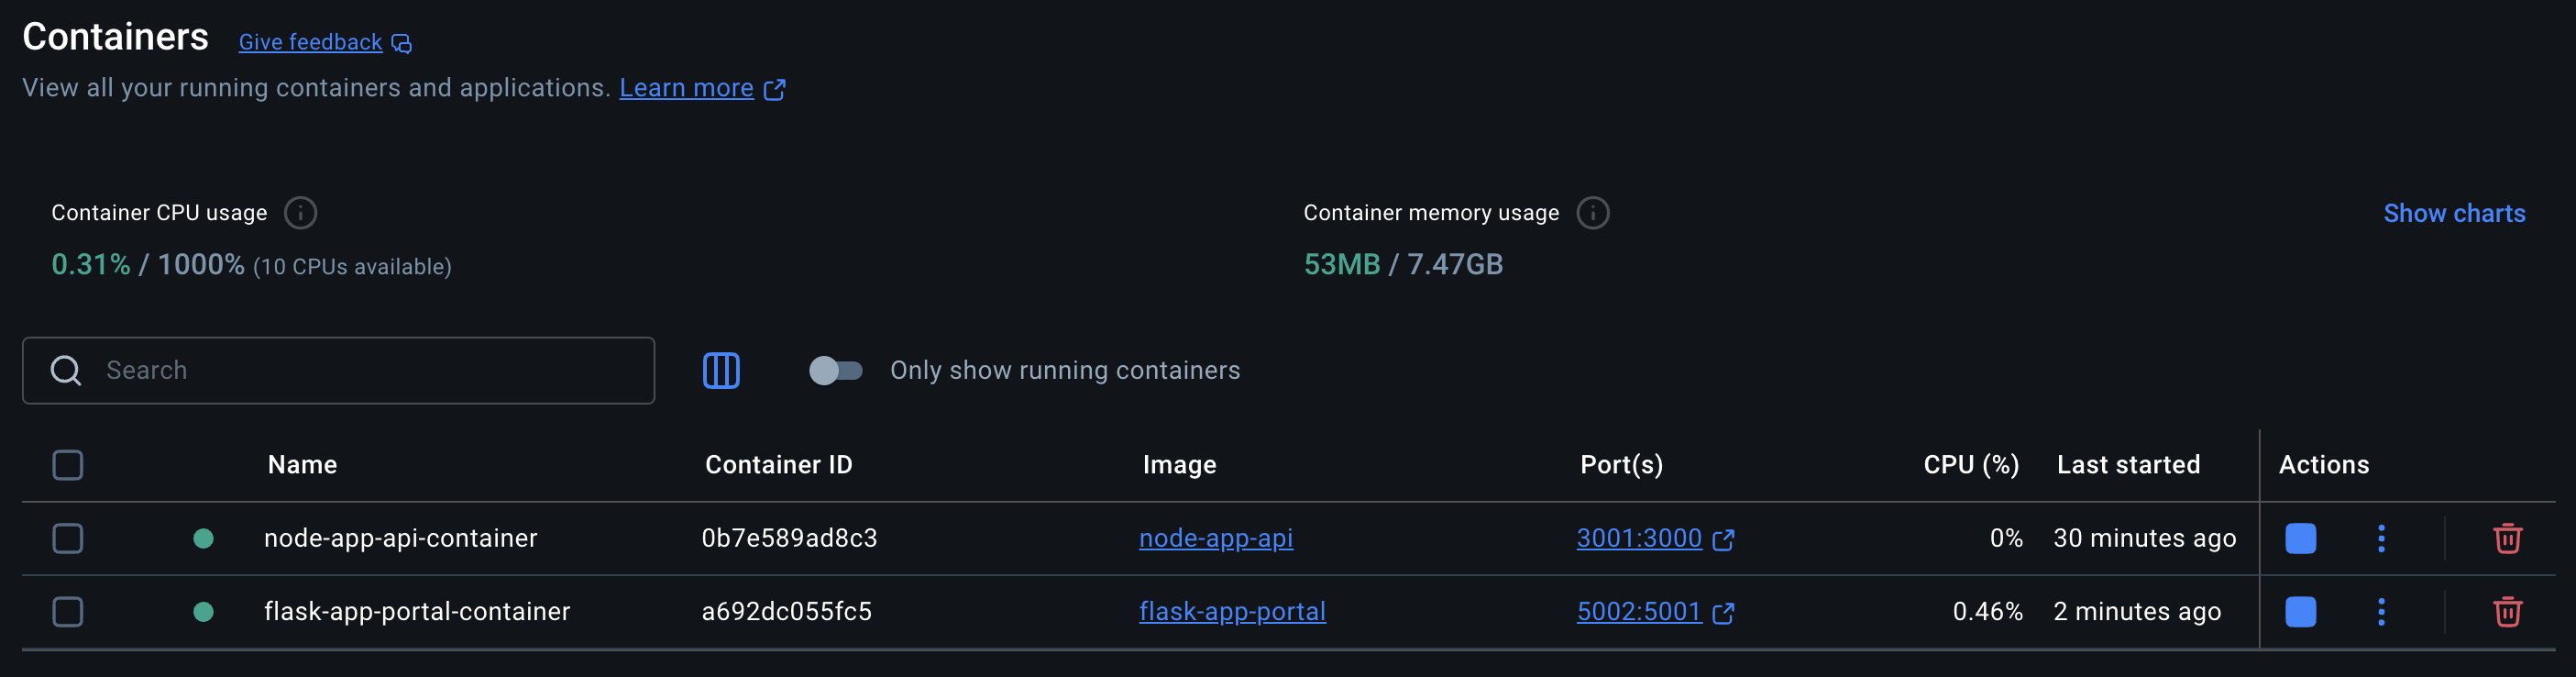 Containers Give feedback
View all your running containers and applications. Learn more
Container CPU usage Container memory usage Show charts
0.31% / 1000% (10 CPUs available) 53MB / 7.47GB
Search Only show running containers
Name Container ID Image Port(s) CPU (%) Last started Actions
node-app-api-container 0b7e589ad8c3 node-app-api 3001:3000 0% 30 minutes ago
flask-app-portal-container a692dc055fc5 flask-app-portal 5002:5001 0.46% 2 minutes ago